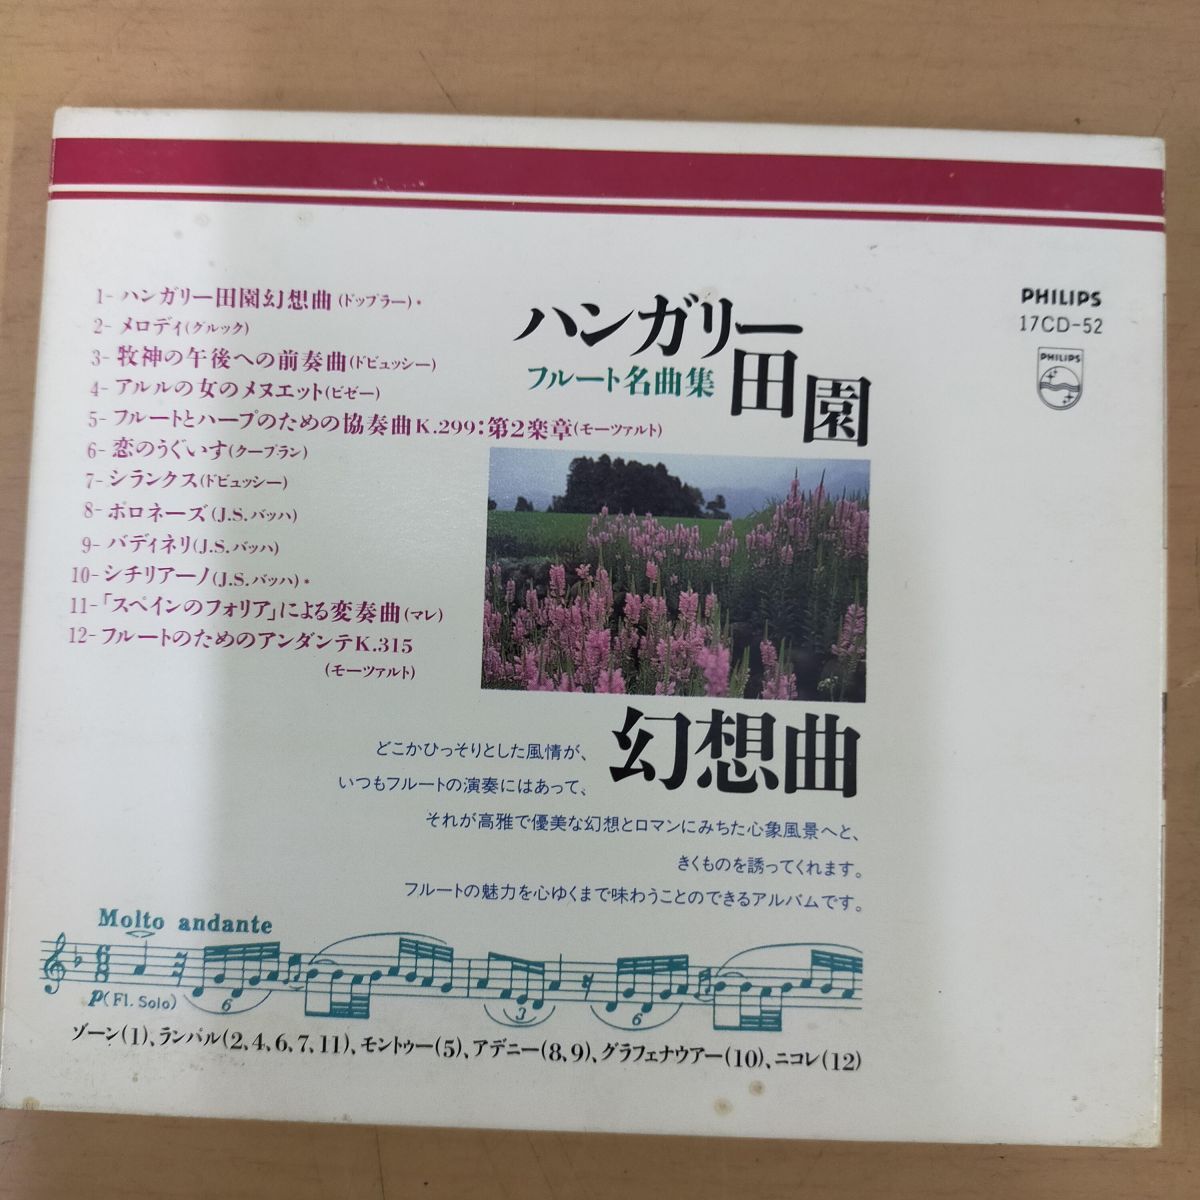 1-ハンガリー田園幻想曲(ドップラー)*
2-メロディ(グルック)
3-牧神の午後への前奏曲(ドビュッシー)
4-アルルの女のメヌエット(ビゼー)
5-フルートとハープのための協奏曲K.299:第2楽章(モーツァルト)
6-恋のうぐいす(クープラン)
7-シランクス(ドビュッシー)
8-ポロネーズ(J.S.バッハ)
9-バディネリ(J.S.バッハ)
10-シチリアーノ(J.S.バッハ)*
11-「スペインのフォリア」による変奏曲(マレ)
12-フルートのためのアンダンテK.315
(モーツァルト)
ハンガリー
田園
フルート名曲集
幻想曲
PHILIPS
17CD-52
PHILIPS
どこかひっそりとした風情が、
いつもフルートの演奏にはあって、
それが高雅で優美な幻想とロマンにみちた心象風景へと、
きくものを誘ってくれます。
フルートの魅力を心ゆくまで味わうことのできるアルバムです。
Molto andante
p(Fl. Solo)
6 3 6
ゾーン(1)、ランパル(2,4,6,7,11)、モントゥー(5)、アデニー(8,9)、グラフェナウアー(10)、ニコレ(12)